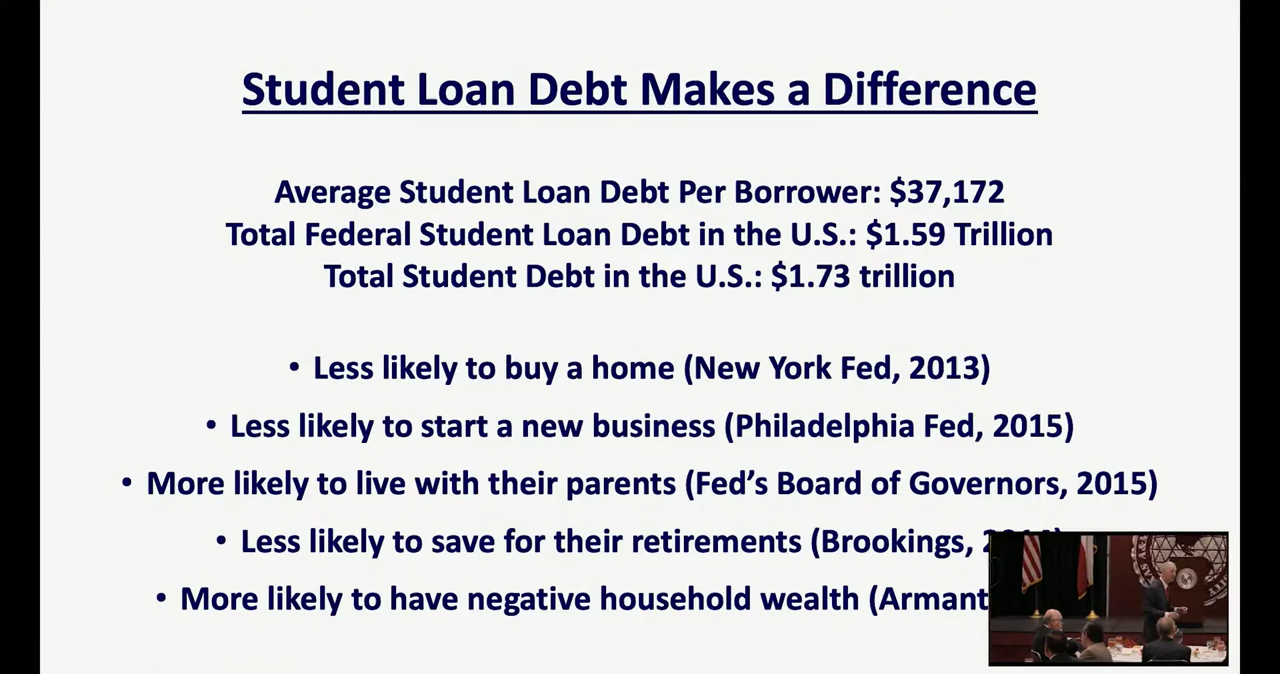 Student Loan Debt Makes a Difference
Average Student Loan Debt Per Borrower: $37,172
Total Federal Student Loan Debt in the U.S.: $1.59 Trillion
Total Student Debt in the U.S.: $1.73 trillion
• Less likely to buy a home (New York Fed, 2013)
• Less likely to start a new business (Philadelphia Fed, 2015)
• More likely to live with their parents (Fed’s Board of Governors, 2015)
• Less likely to save for their retirements (Brookings,
• More likely to have negative household wealth